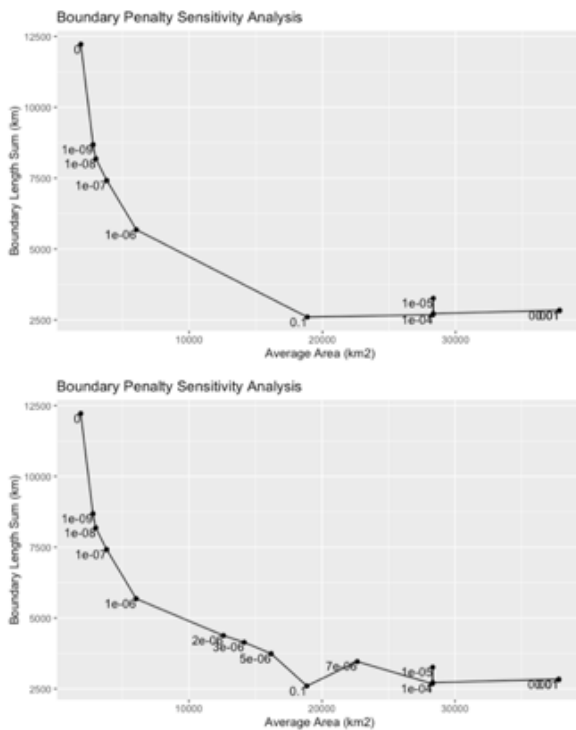 Boundary Penalty Sensitivity Analysis
12500
0
10000
1e-09
1e-08
7500
1e-07
1e-06
5000
1e-05
0.1
1e-04
2500
10000
20000
30000
Boundary Length Sum (km)
Average Area (km2)
Boundary Penalty Sensitivity Analysis
12500
0
10000
1e-09
1e-08
7500
1e-07
1e-06
5000
2e-06
3e-06
5e-06
7e-06
1e-05
0.1
1e-04
2500
10000
20000
30000
Boundary Length Sum (km)
Average Area (km2)